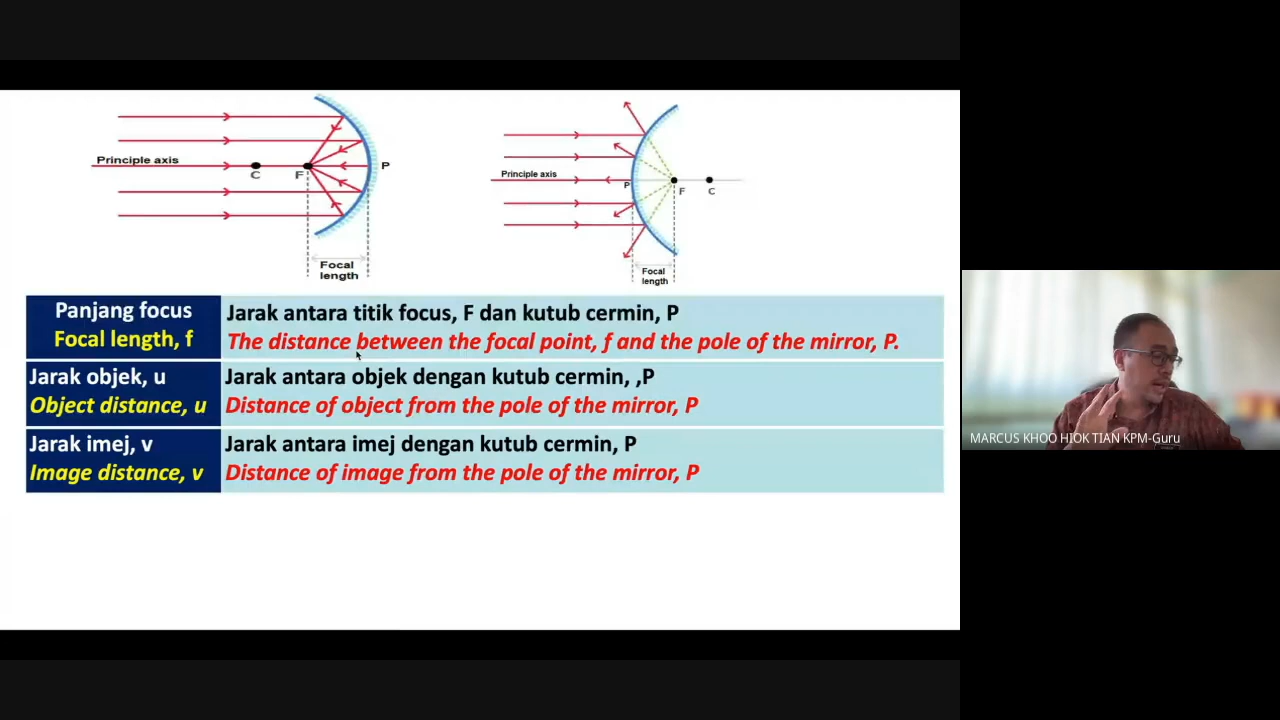 Principle axis
C
F
P
Focal
length
Principle axis
P
F
C
Focal
length
Panjang focus
Focal length, f
Jarak antara titik focus, F dan kutub cermin, P
The distance between the focal point, f and the pole of the mirror, P.
Jarak objek, u
Object distance, u
Jarak antara objek dengan kutub cermin, ,P
Distance of object from the pole of the mirror, P
Jarak imej, v
Image distance, v
Jarak antara imej dengan kutub cermin, P
Distance of image from the pole of the mirror, P
MARCUS KHOO HIOK TIAN KPM-Guru